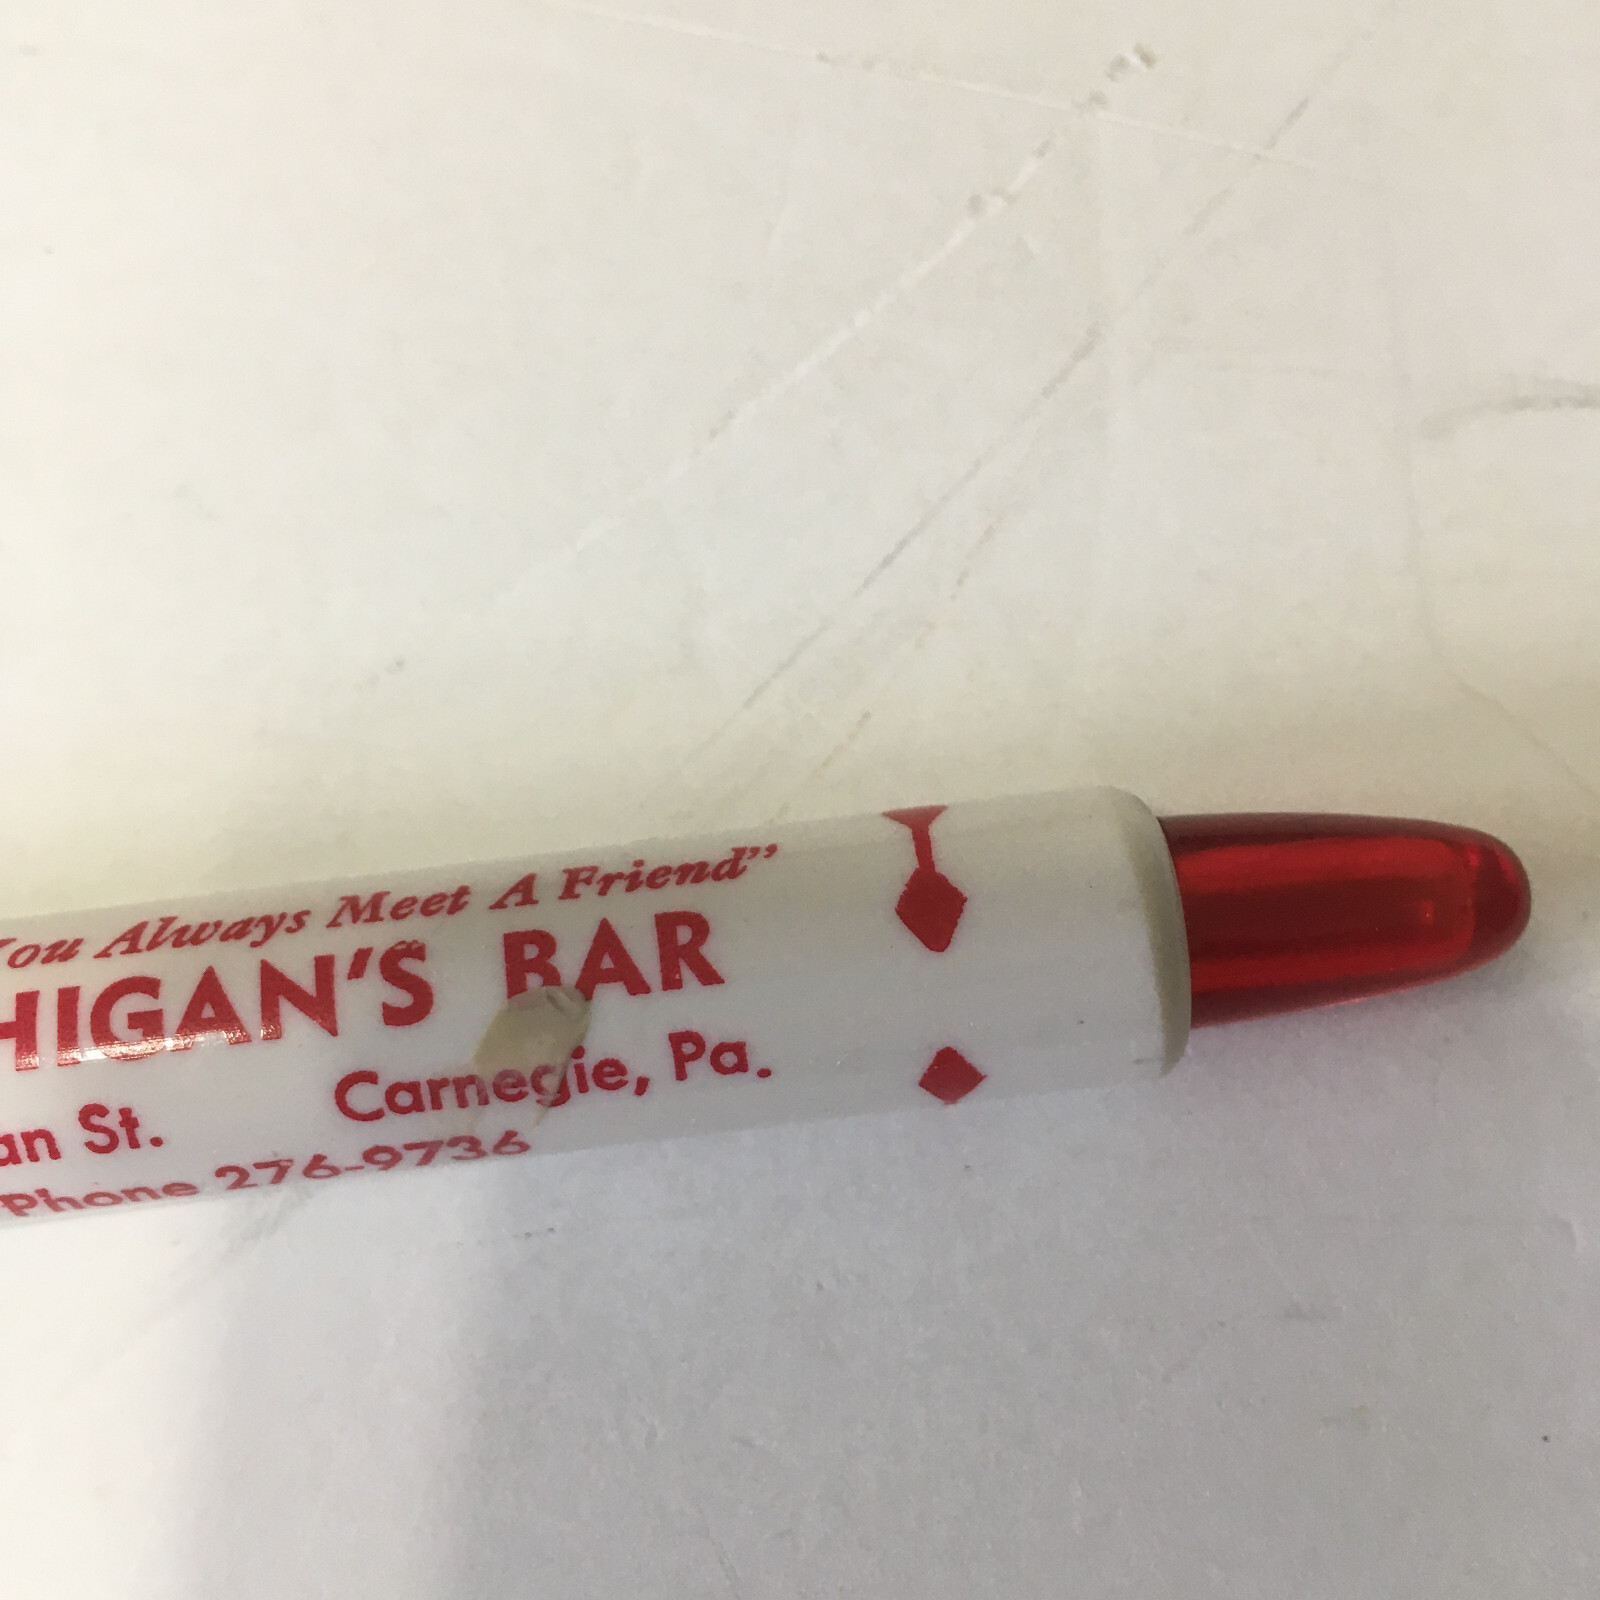 You Always Meet A Friend”
HIGAN'S BAR
an St. Carnegie, Pa.
Phone 276-9736